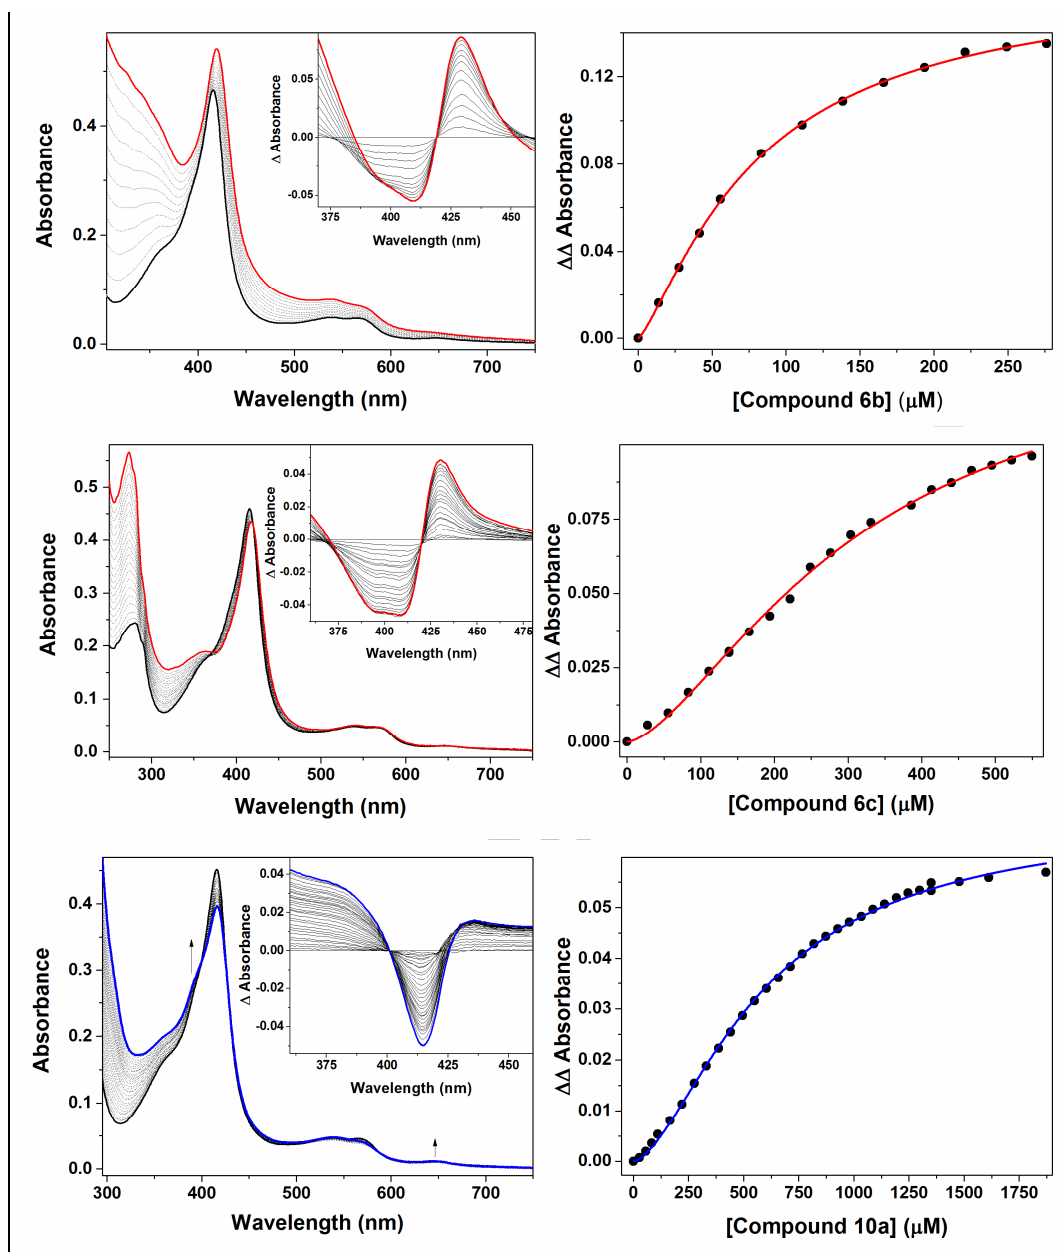 0.4
0.2
0.0
Absorbance
400 500 600 700
Wavelength (nm)
0.05
0.00
-0.05
Δ Absorbance
375 400 425 450
Wavelength (nm)
0.12
0.08
0.04
0.00
ΔΔ Absorbance
0 50 100 150 200 250
[Compound 6b] (μM)
0.5
0.4
0.3
0.2
0.1
0.0
Absorbance
300 400 500 600 700
Wavelength (nm)
0.04
0.02
0.00
-0.02
-0.04
Δ Absorbance
376 400 430 450 476
Wavelength (nm)
0.075
0.050
0.025
0.000
ΔΔ Absorbance
0 100 200 300 400 500
[Compound 6c] (μM)
0.4
0.3
0.2
0.1
0.0
Absorbance
300 400 500 600 700
Wavelength (nm)
0.04
0.02
0.00
-0.02
-0.04
Δ Absorbance
375 400 425 450
Wavelength (nm)
0.05
0.04
0.03
0.02
0.01
0.00
ΔΔ Absorbance
0 250 500 750 1000 1250 1500 1750
[Compound 10a] (μM)